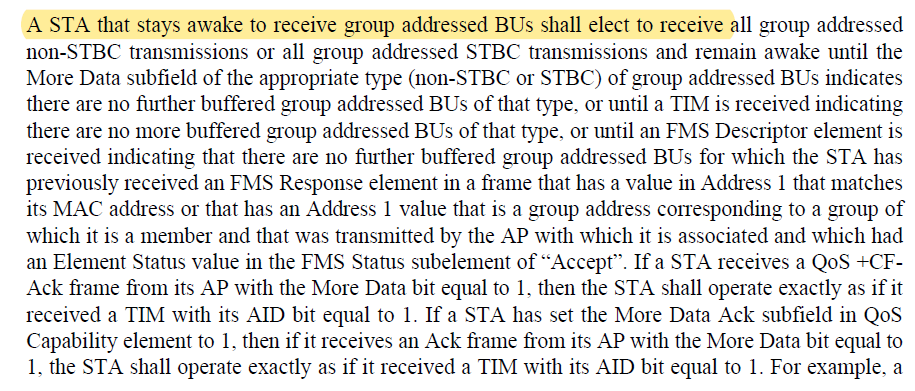 A STA that stays awake to receive group addressed BUs shall elect to receive all group addressed
non-STBC transmissions or all group addressed STBC transmissions and remain awake until the
More Data subfield of the appropriate type (non-STBC or STBC) of group addressed BUs indicates
there are no further buffered group addressed BUs of that type, or until a TIM is received indicating
there are no more buffered group addressed BUs of that type, or until an FMS Descriptor element is
received indicating that there are no further buffered group addressed BUs for which the STA has
previously received an FMS Response element in a frame that has a value in Address 1 that matches
its MAC address or that has an Address 1 value that is a group address corresponding to a group of
which it is a member and that was transmitted by the AP with which it is associated and which had
an Element Status value in the FMS Status subelement of “Accept”. If a STA receives a QoS +CF-
Ack frame from its AP with the More Data bit equal to 1, then the STA shall operate exactly as if it
received a TIM with its AID bit equal to 1. If a STA has set the More Data Ack subfield in QoS
Capability element to 1, then if it receives an Ack frame from its AP with the More Data bit equal to
1, the STA shall operate exactly as if it received a TIM with its AID bit equal to 1. For example, a